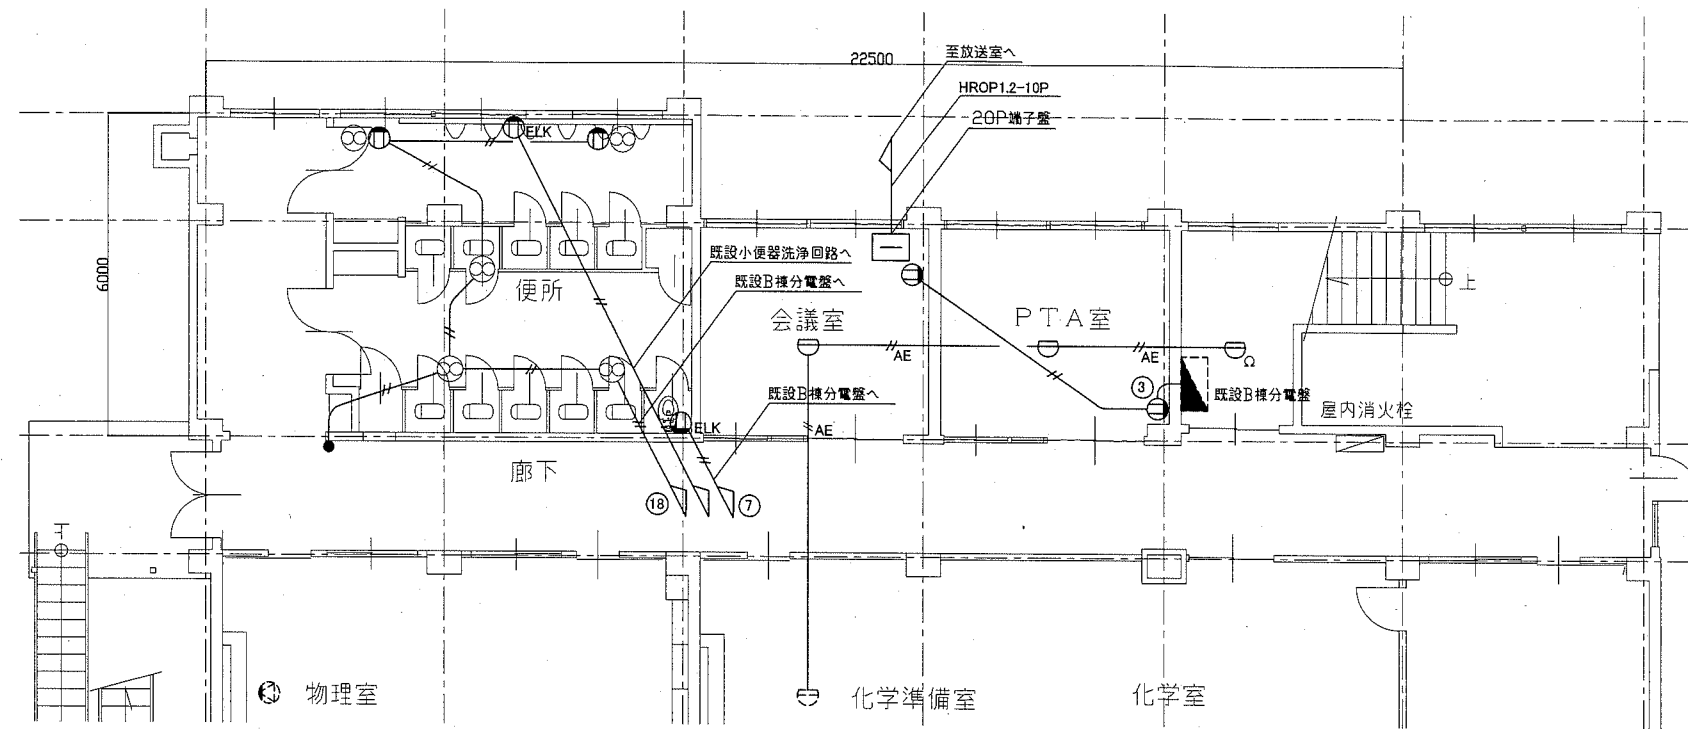 22500
至放送室へ
HROP1.2-10P
20P端子盤
6000
ELK
既設小便器洗浄回路へ
既設B棟分電盤へ
便所
会議室
PTA室
上
AE
AE
Ω
3
既設B棟分電盤
既設B棟分電盤へ
屋内消火栓
ELK
AE
廊下
18
7
下
物理室
化学準備室
化学室